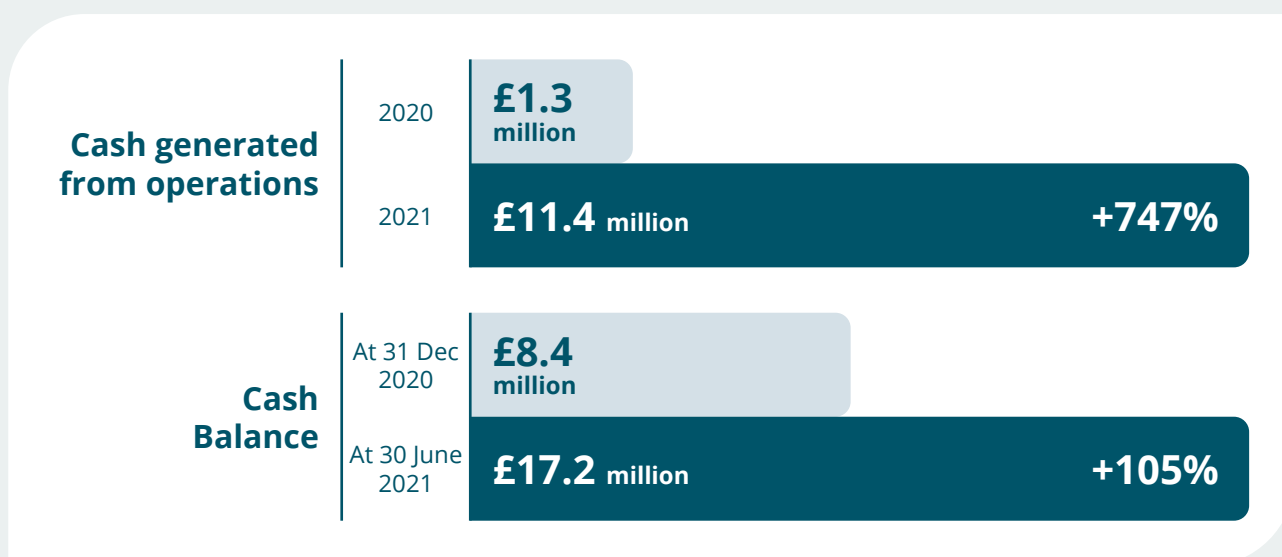 Cash generated
from operations
2020
£1.3
million
2021
£11.4 million
+747%
Cash
Balance
At 31 Dec
2020
£8.4
million
At 30 June
2021
£17.2 million
+105%